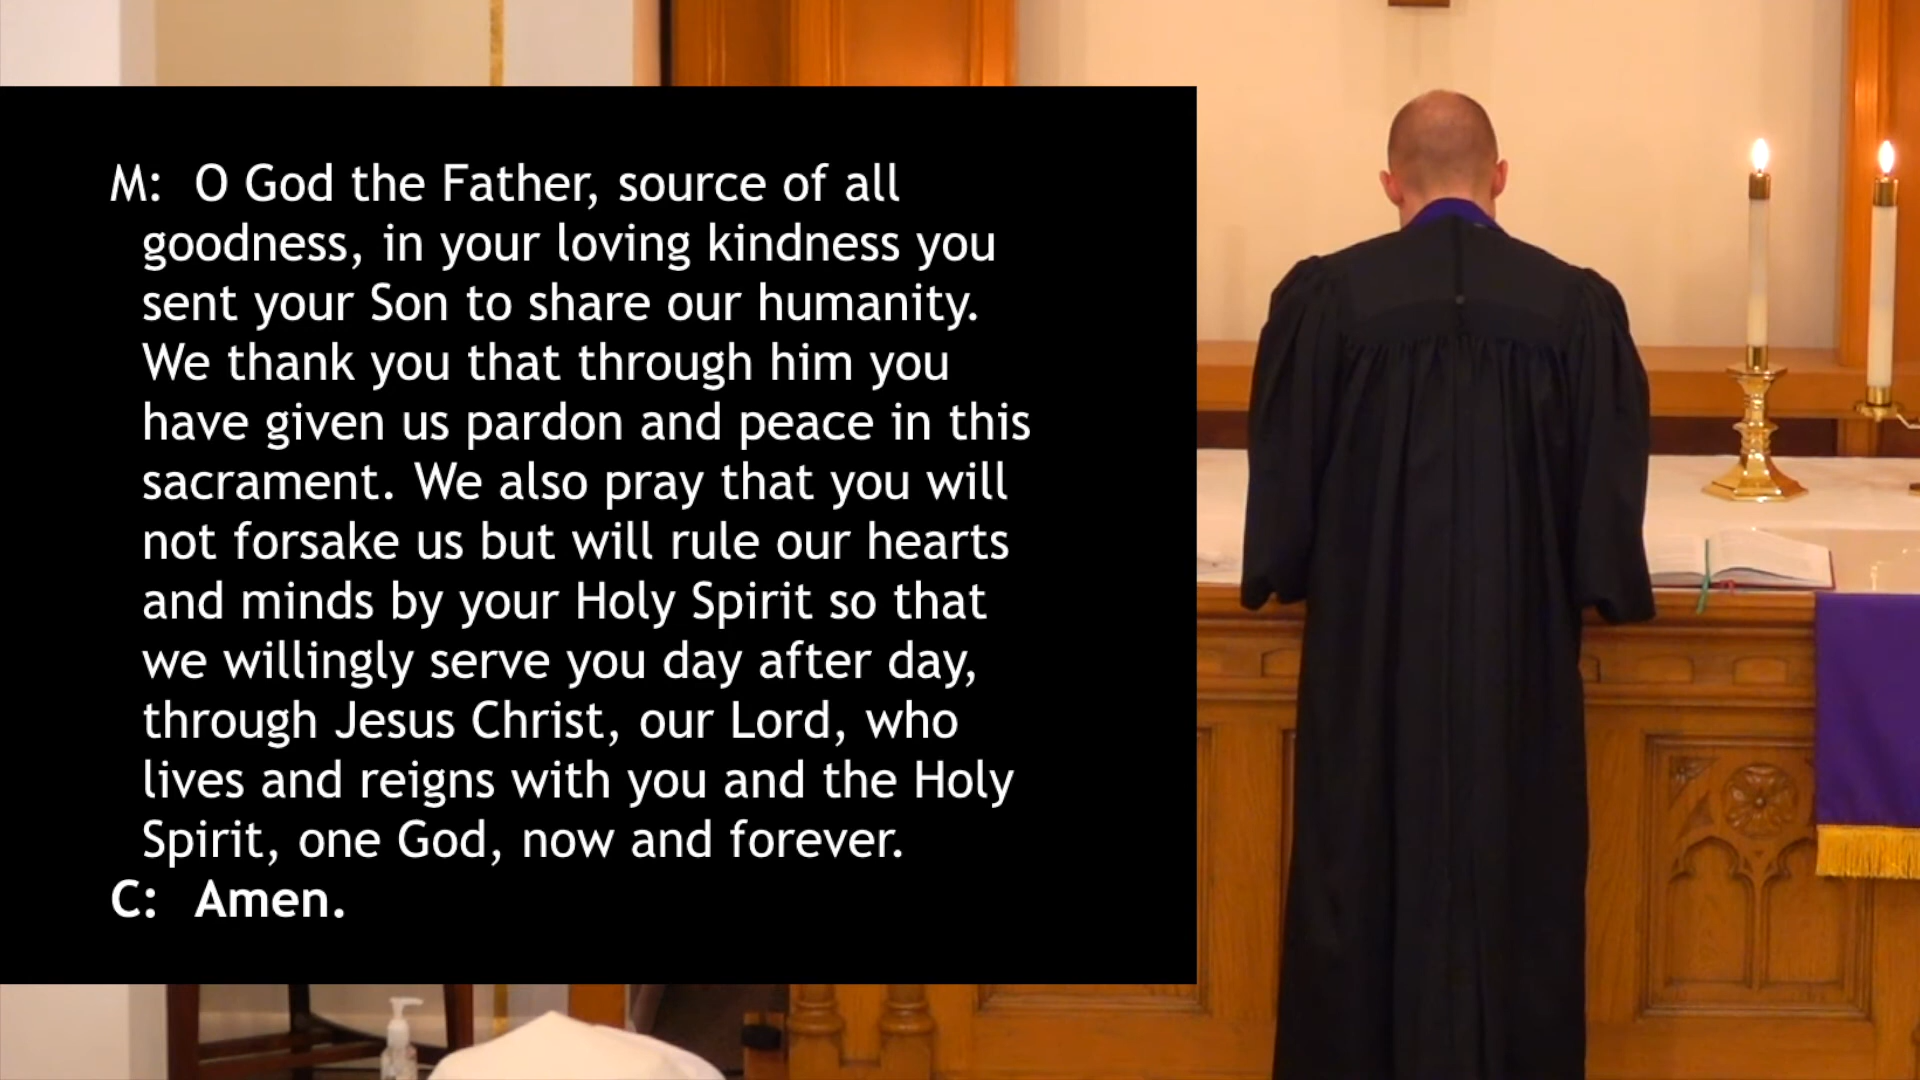 M: O God the Father, source of all
goodness, in your loving kindness you
sent your Son to share our humanity.
We thank you that through him you
have given us pardon and peace in this
sacrament. We also pray that you will
not forsake us but will rule our hearts
and minds by your Holy Spirit so that
we willingly serve you day after day,
through Jesus Christ, our Lord, who
lives and reigns with you and the Holy
Spirit, one God, now and forever.
C: Amen.